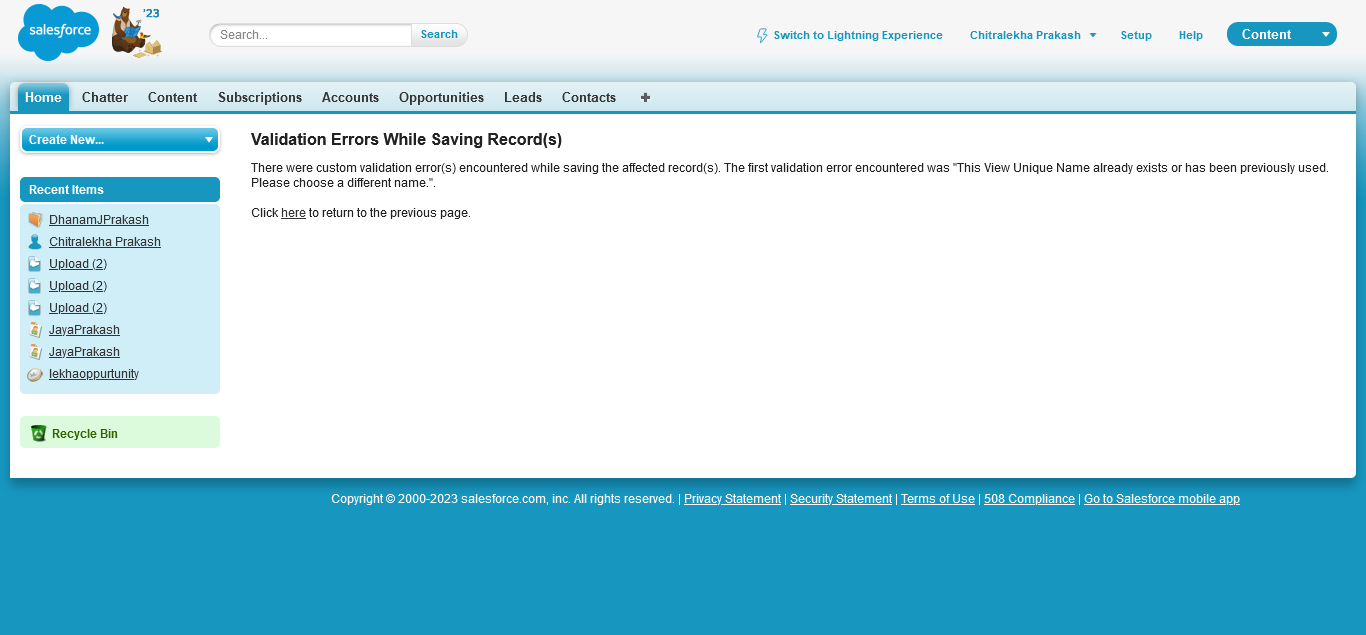 salesforce
'23
Search...
Search
Switch to Lightning Experience
Chitralekha Prakash
Setup
Help
Content
Home
Chatter
Content
Subscriptions
Accounts
Opportunities
Leads
Contacts
Create New...
Recent Items
DhanamJPrakash
Chitralekha Prakash
Upload (2)
Upload (2)
Upload (2)
JayaPrakash
JayaPrakash
lekhaoppurtunity
Recycle Bin
Validation Errors While Saving Record(s)
There were custom validation error(s) encountered while saving the affected record(s). The first validation error encountered was "This View Unique Name already exists or has been previously used.
Please choose a different name.".
Click here to return to the previous page.
Copyright © 2000-2023 salesforce.com, inc. All rights reserved. | Privacy Statement | Security Statement | Terms of Use | 508 Compliance | Go to Salesforce mobile app